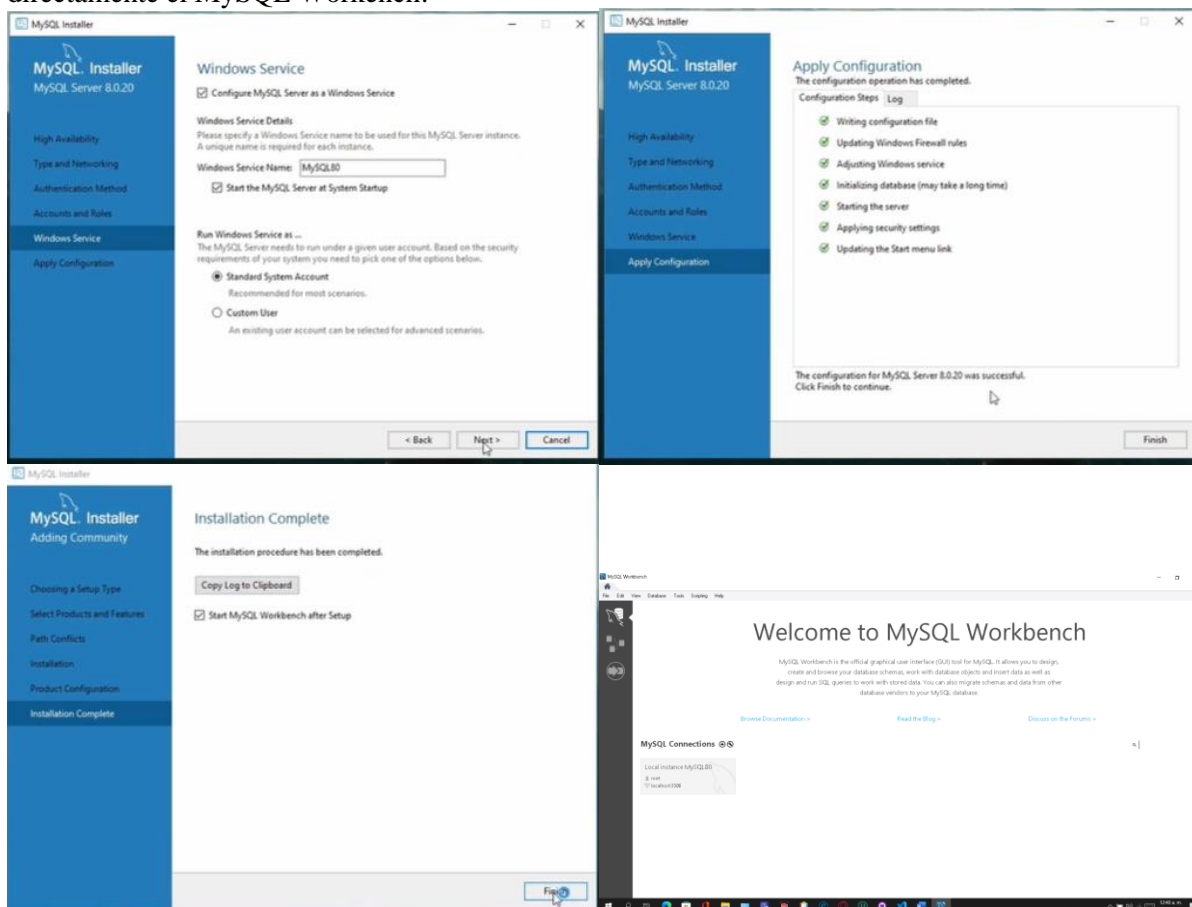 directamente el MySQL Workench.
MySQL Installer
MySQL. Installer
MySQL Server 8.0.20
High Availability
Type and Networking
Authentication Method
Accounts and Roles
Windows Service
Apply Configuration
Windows Service
Configure MySQL Server as a Windows Service
Windows Service Details
Please specify a Windows Service name to be used for this MySQL Server instance.
A unique name is required for each instance.
Windows Service Name: MySQL80
Start the MySQL Server at System Startup
Run Windows Service as ...
The MySQL Server needs to run under a given user account. Based on the security
requirements of your system you need to pick one of the options below.
Standard System Account
Recommended for most scenarios.
Custom User
An existing user account can be selected for advanced scenarios.
< Back Next > Cancel
MySQL Installer
MySQL. Installer
MySQL Server 8.0.20
High Availability
Type and Networking
Authentication Method
Accounts and Roles
Windows Service
Apply Configuration
Apply Configuration
The configuration operation has completed.
Configuration Steps Log
Writing configuration file
Updating Windows Firewall rules
Adjusting Windows service
Initializing database (may take a long time)
Starting the server
Applying security settings
Updating the Start menu link
The configuration for MySQL Server 8.0.20 was successful.
Click Finish to continue.
Finish
MySQL Installer
MySQL. Installer
Adding Community
Choosing a Setup Type
Select Products and Features
Path Conflicts
Installation
Product Configuration
Installation Complete
Installation Complete
The installation procedure has been completed.
Copy Log to Clipboard
Start MySQL Workbench after Setup
MySQL Workbench
File Edit View Database Tools Scripting Help
Welcome to MySQL Workbench
MySQL Workbench is the official graphical user interface (GUI) tool for MySQL. It allows you to design,
create and browse your database schemas, work with database objects and insert data as well as
design and run SQL queries to work with stored data. You can also migrate schemas and data from other
database vendors to your MySQL database.
Browse Documentation > Read the Blog > Discuss on the Forums >
MySQL Connections
Local instance MySQL80
root
localhost:3306